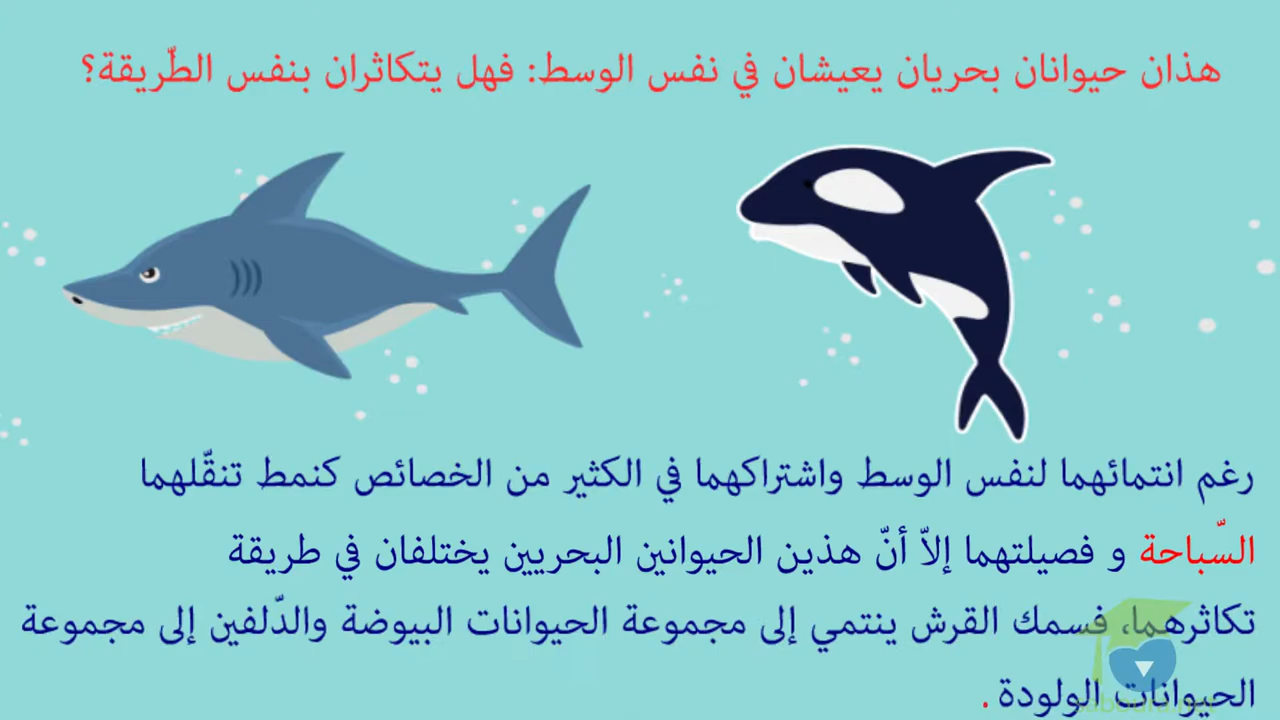 هذان حيوانان بحريان يعيشان في نفس الوسط: فهل يتكاثران بنفس الطّريقة؟
رغم انتمائهما لنفس الوسط واشتراكهما في الكثير من الخصائص كنمط تنقّلهما
السّباحة و فصيلتهما إلاّ أنّ هذين الحيوانين البحريين يختلفان في طريقة
تكاثرهما، فسمك القرش ينتمي إلى مجموعة الحيوانات البيوضة والدّلفين إلى مجموعة
الحيوانات الولودة .